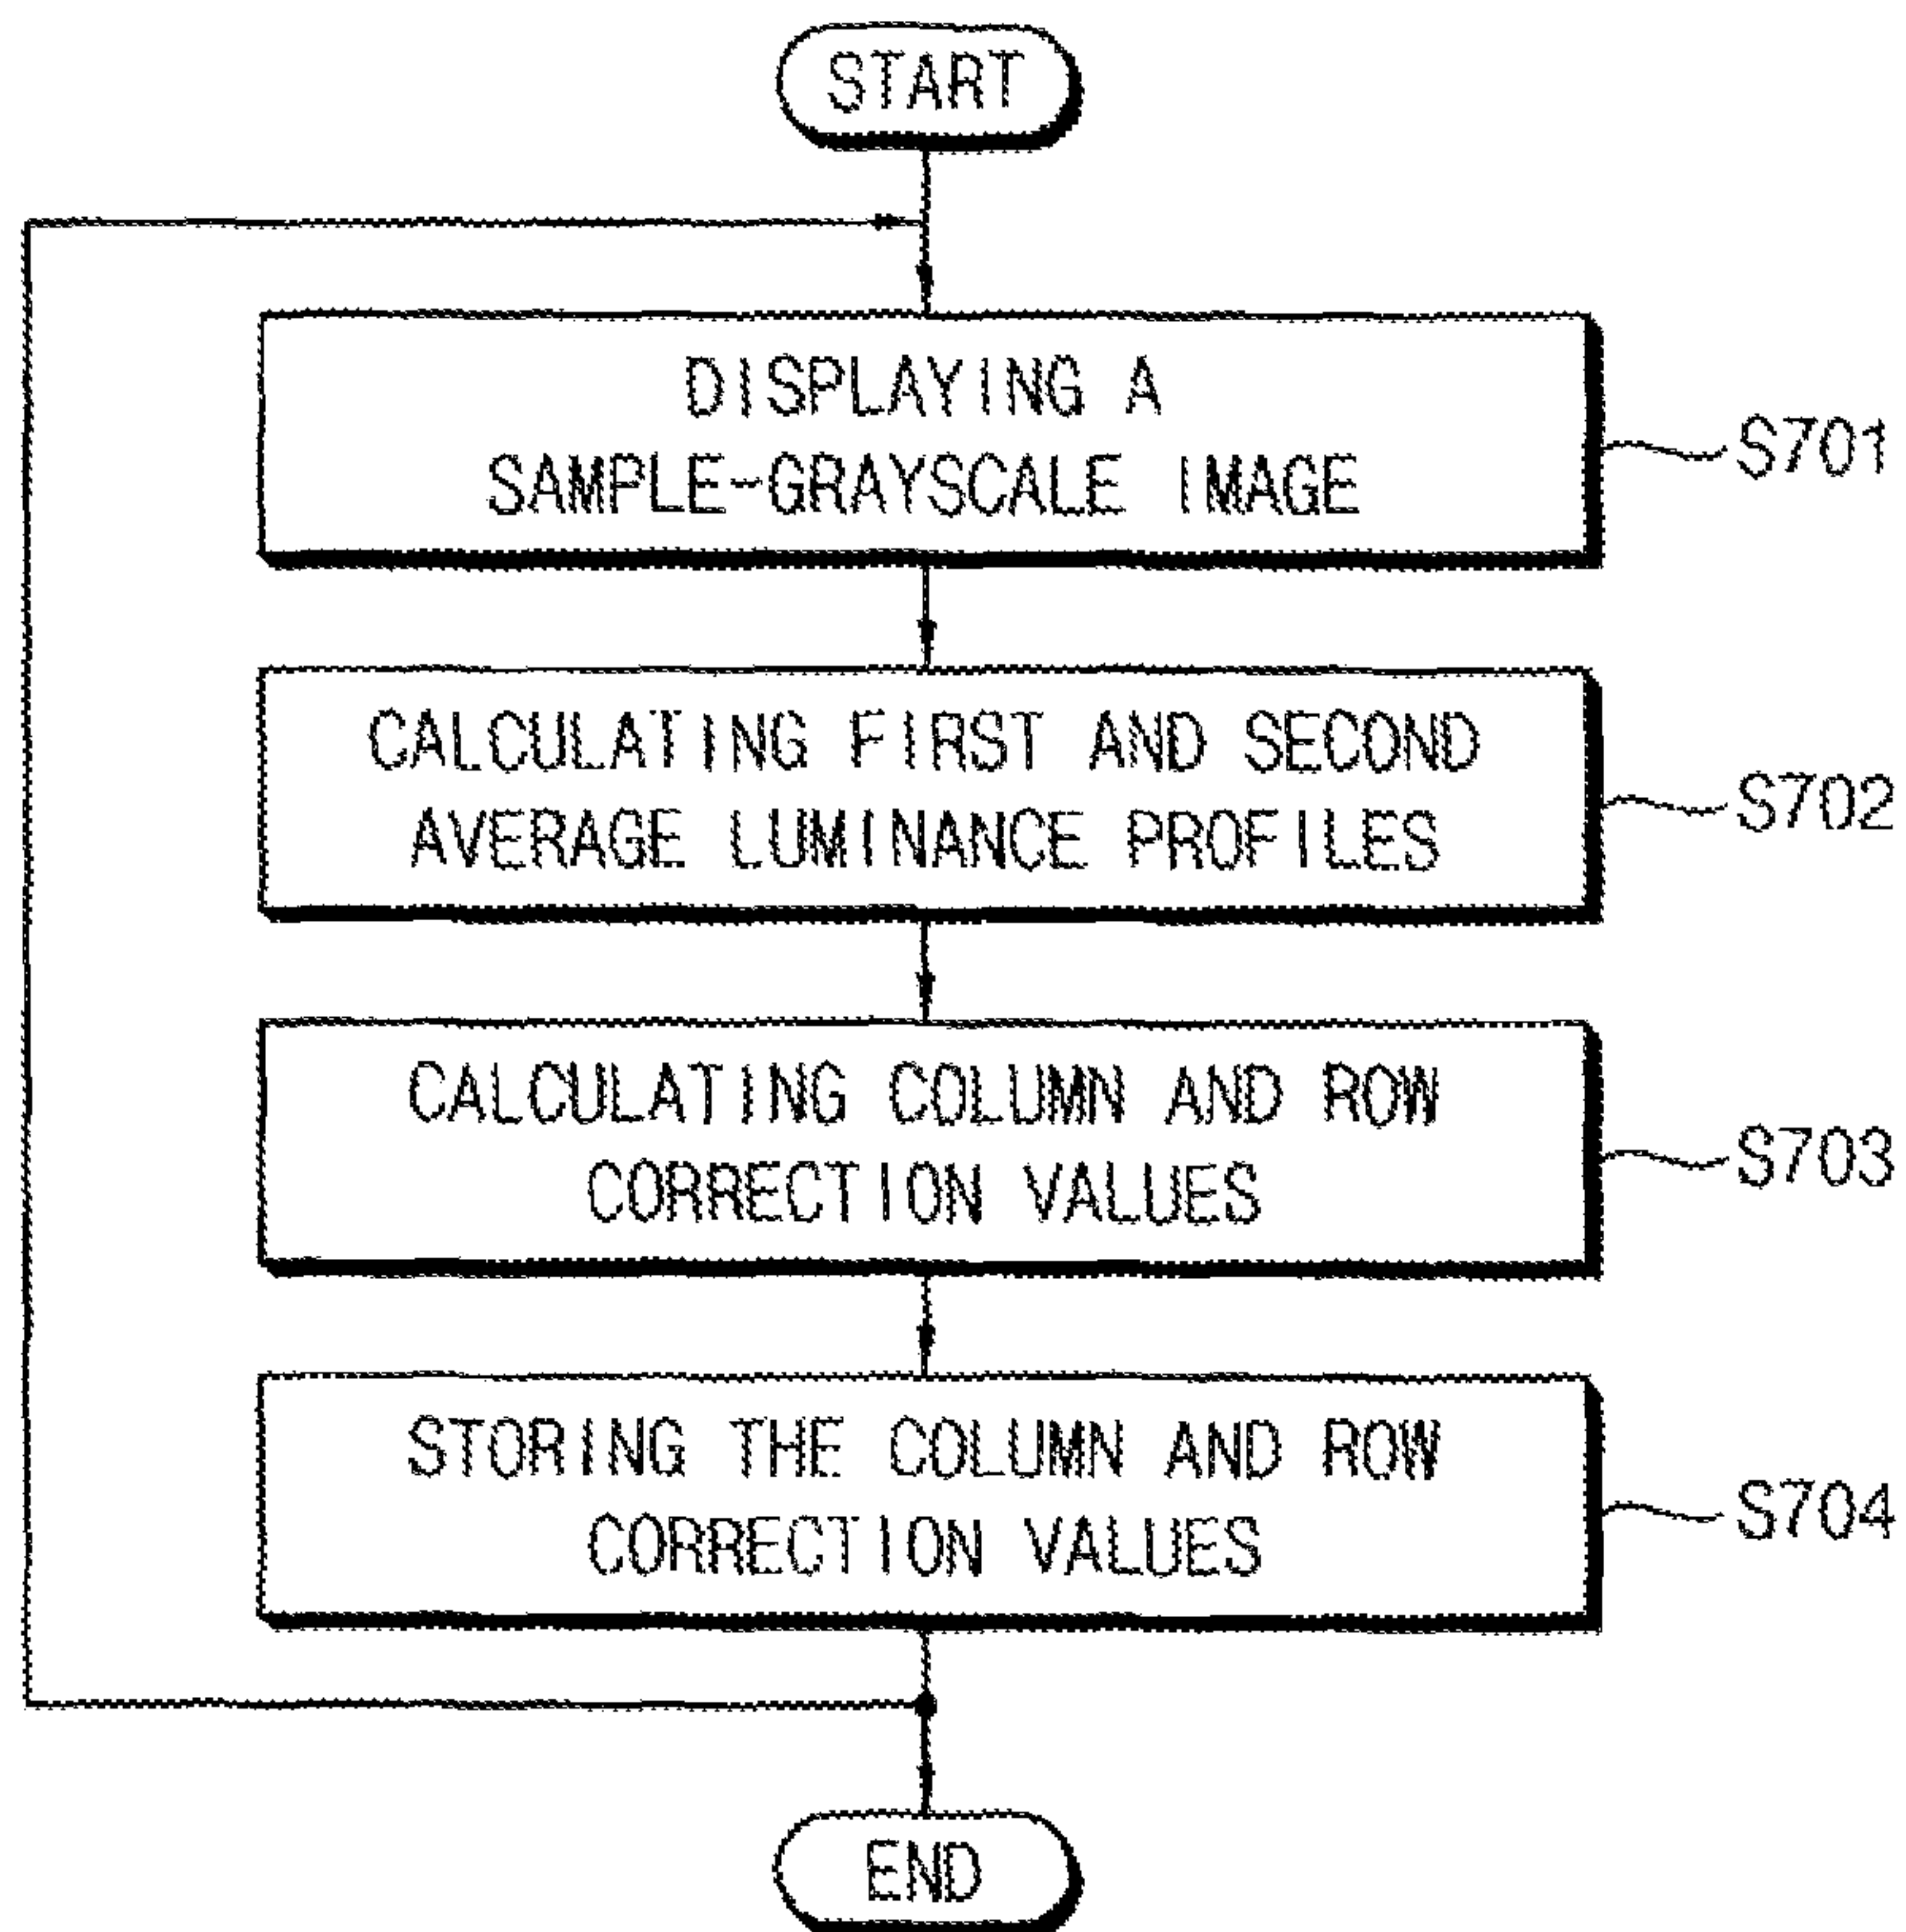 START
DISPLAYING A
SAMPLE-GRAYSCALE IMAGE
S701
CALCULATING FIRST AND SECOND
AVERAGE LUMINANCE PROFILES
S702
CALCULATING COLUMN AND ROW
CORRECTION VALUES
S703
STORING THE COLUMN AND ROW
CORRECTION VALUES
S704
END